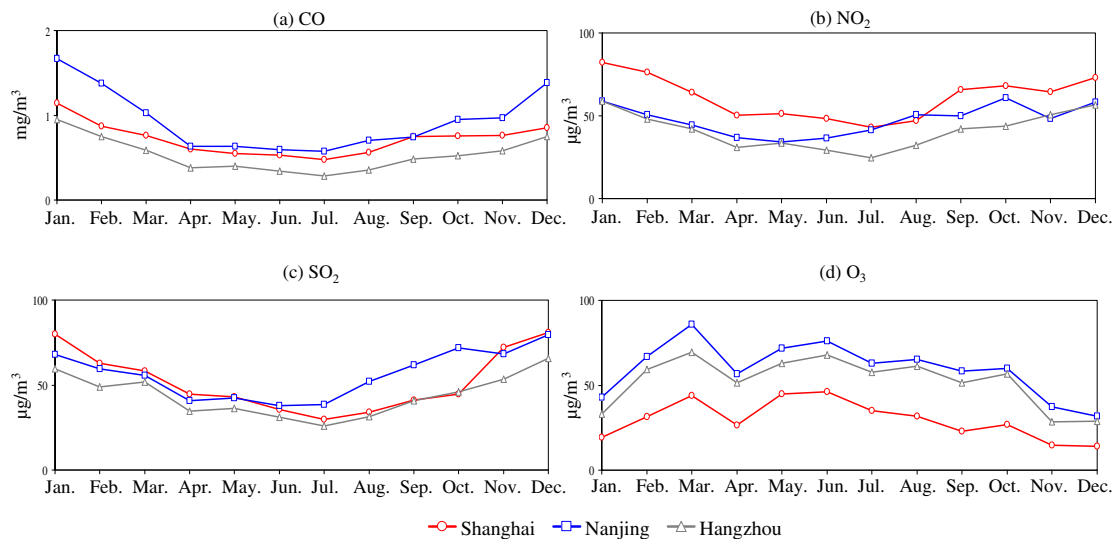 (a) CO
2
1
0
mg/m³
Jan. Feb. Mar. Apr. May. Jun. Jul. Aug. Sep. Oct. Nov. Dec.
(b) NO₂
100
50
0
µg/m³
Jan. Feb. Mar. Apr. May. Jun. Jul. Aug. Sep. Oct. Nov. Dec.
(c) SO₂
100
50
0
µg/m³
Jan. Feb. Mar. Apr. May. Jun. Jul. Aug. Sep. Oct. Nov. Dec.
(d) O₃
100
50
0
µg/m³
Jan. Feb. Mar. Apr. May. Jun. Jul. Aug. Sep. Oct. Nov. Dec.
Shanghai Nanjing Hangzhou